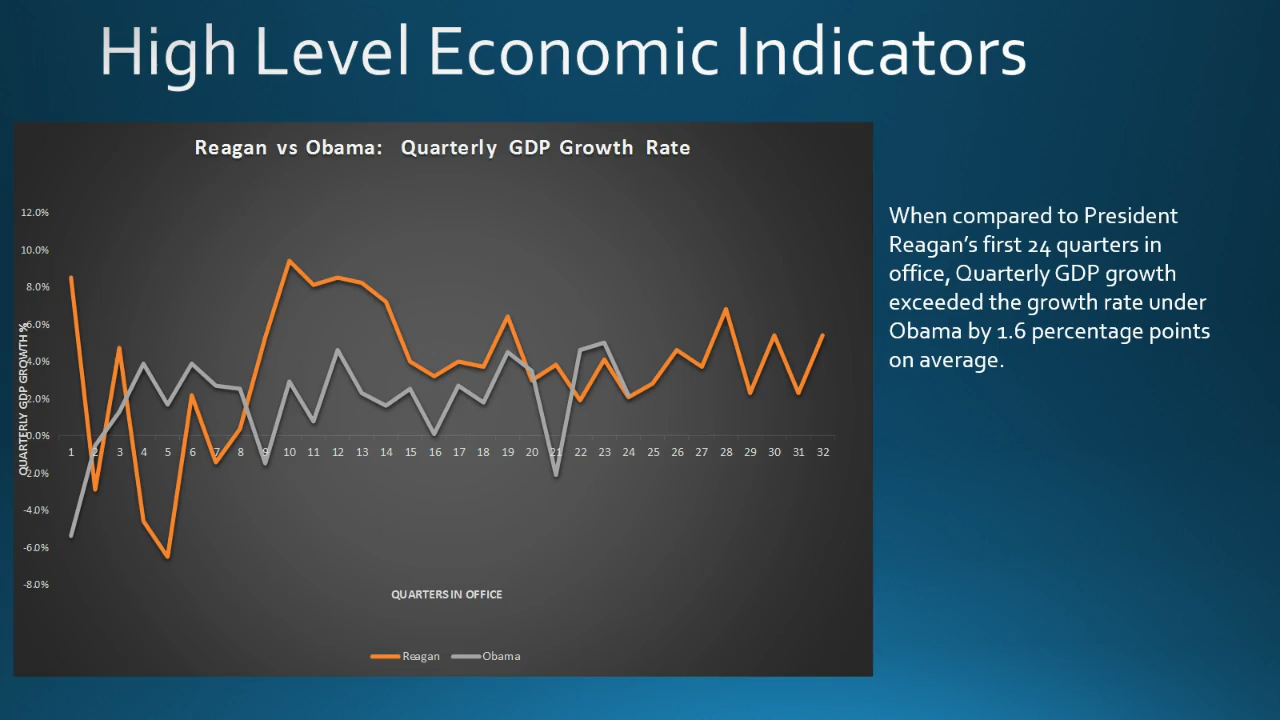 High Level Economic Indicators
Reagan vs Obama: Quarterly GDP Growth Rate
12.0%
10.0%
8.0%
6.0%
4.0%
2.0%
0.0%
-2.0%
-4.0%
-6.0%
-8.0%
QUARTERLY GDP GROWTH %
1 2 3 4 5 6 7 8 9 10 11 12 13 14 15 16 17 18 19 20 21 22 23 24 25 26 27 28 29 30 31 32
QUARTERS IN OFFICE
Reagan Obama
When compared to President
Reagan’s first 24 quarters in
office, Quarterly GDP growth
exceeded the growth rate under
Obama by 1.6 percentage points
on average.